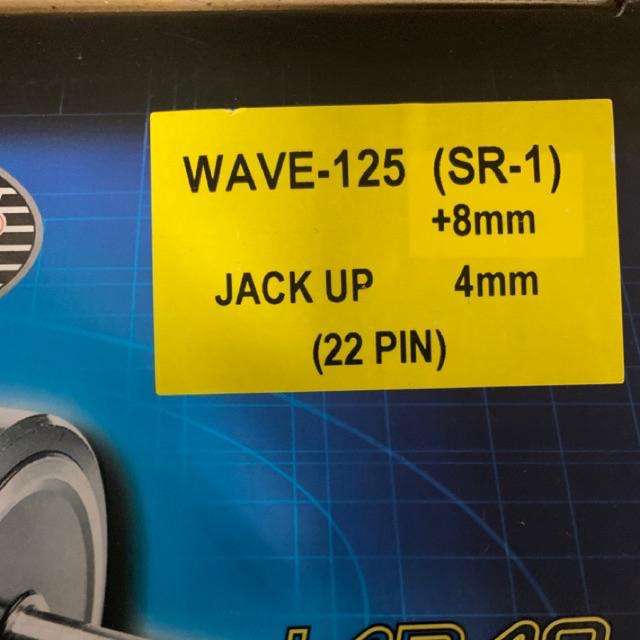 WAVE-125 (SR-1)
+8mm
JACK UP 4mm
(22 PIN)